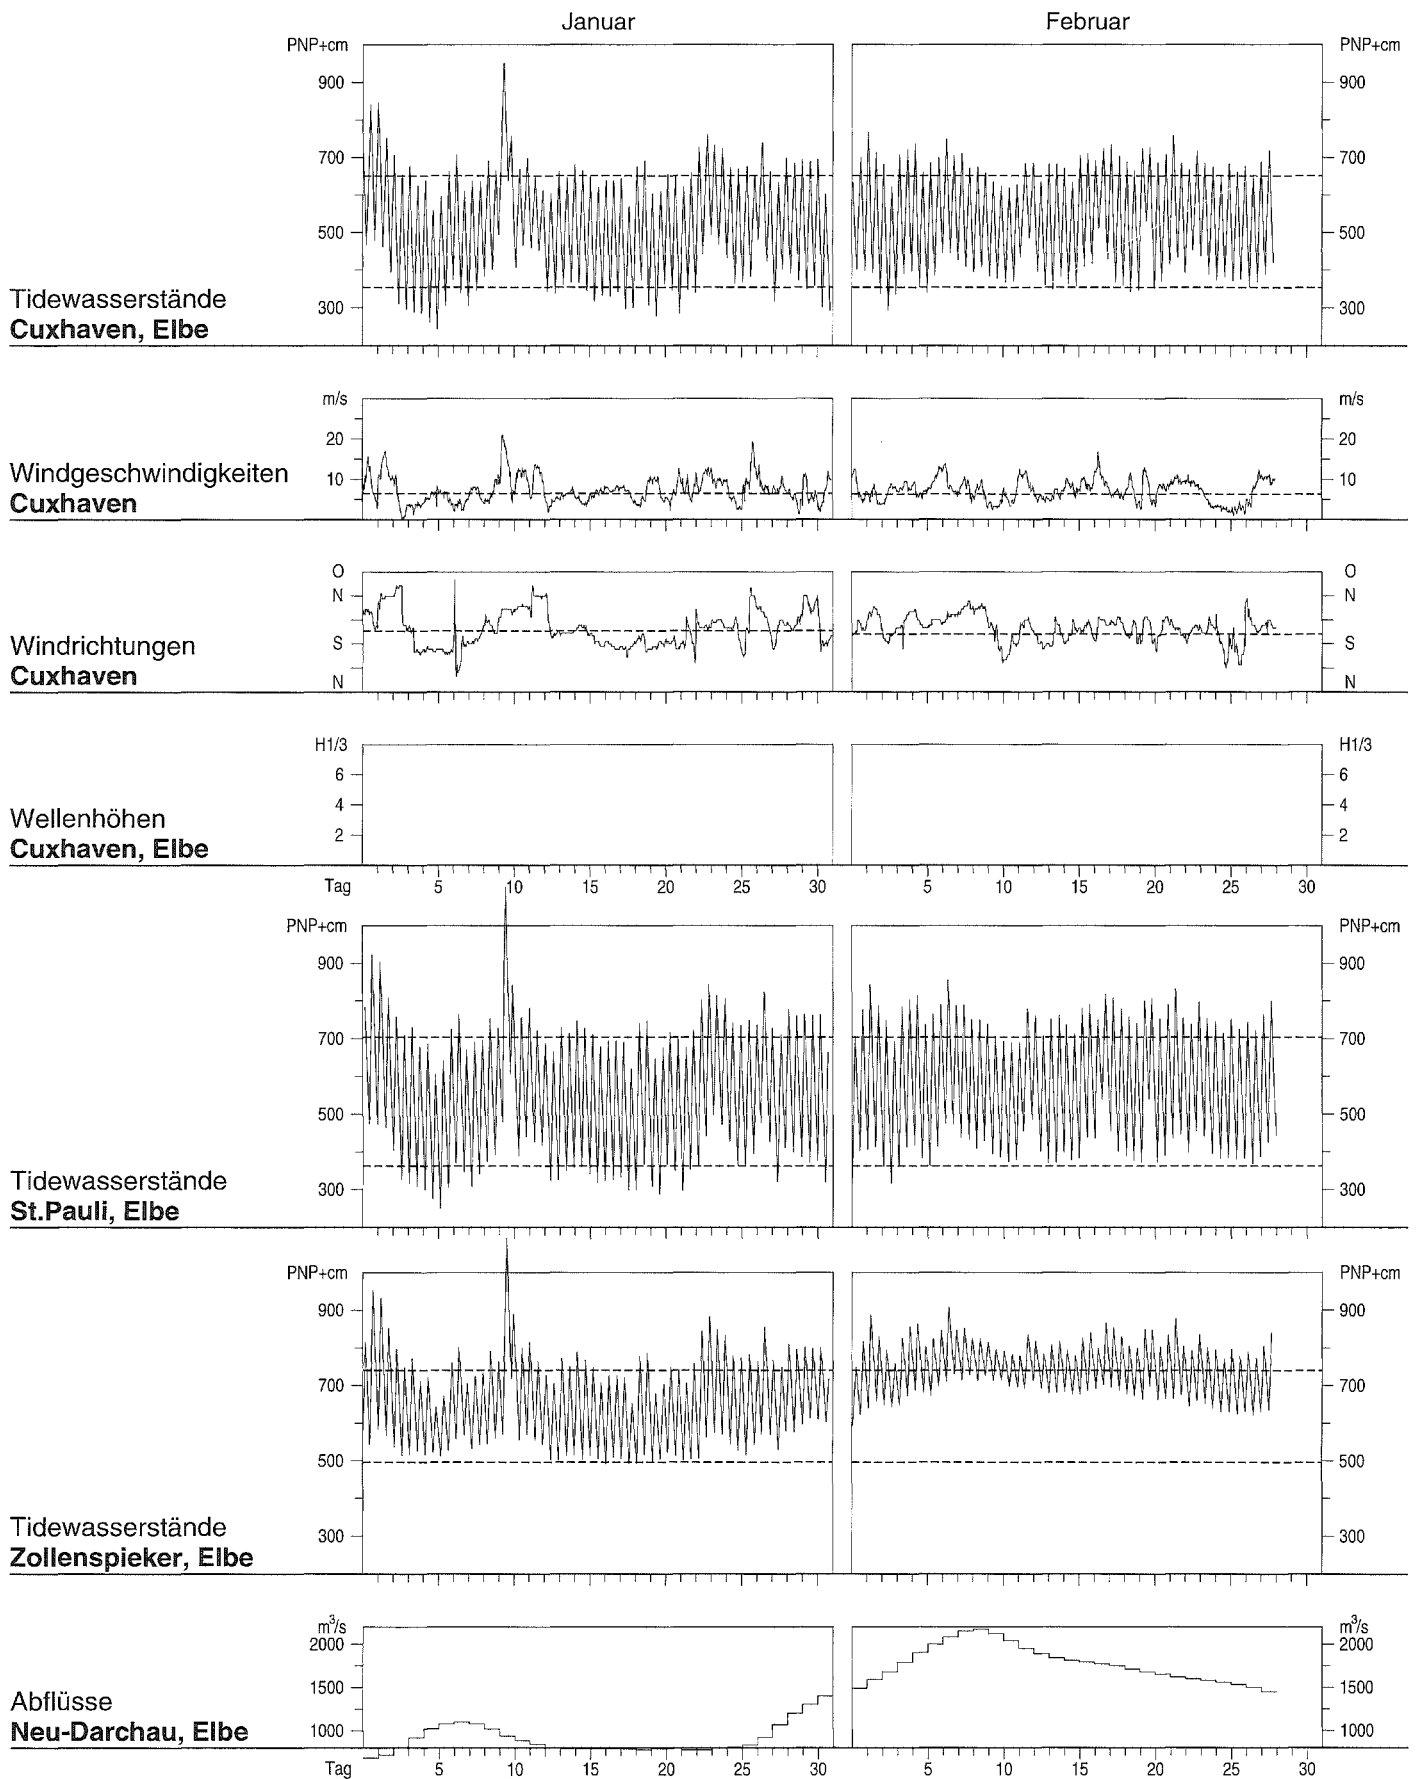 Januar Februar
PNP+cm PNP+cm
900 900
700 700
500 500
300 300
Tidewasserstände
Cuxhaven, Elbe
m/s m/s
20 20
10 10
Windgeschwindigkeiten
Cuxhaven
O O
N N
S S
N N
Windrichtungen
Cuxhaven
H1/3 H1/3
6 6
4 4
2 2
Wellenhöhen
Cuxhaven, Elbe
Tag 5 10 15 20 25 30 5 10 15 20 25 30
PNP+cm PNP+cm
900 900
700 700
500 500
300 300
Tidewasserstände
St.Pauli, Elbe
PNP+cm PNP+cm
900 900
700 700
500 500
300 300
Tidewasserstände
Zollenspieker, Elbe
m³/s m³/s
2000 2000
1500 1500
1000 1000
Abflüsse
Neu-Darchau, Elbe
Tag 5 10 15 20 25 30 5 10 15 20 25 30